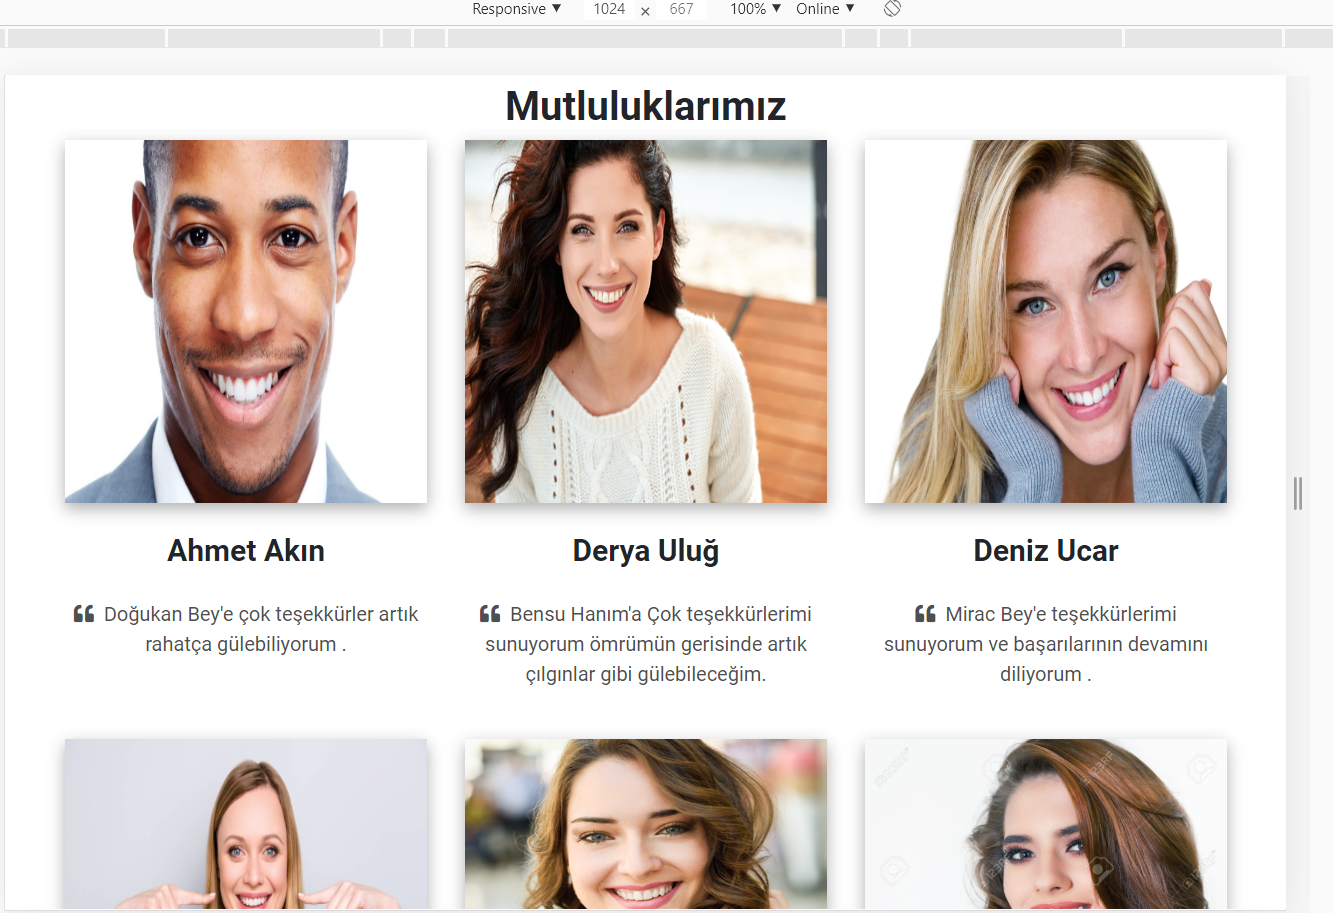 Responsive ▼ 1024 × 667 100% ▼ Online ▼
Mutluluklarımız
Ahmet Akın
Derya Uluğ
Deniz Ucar
❝ Doğukan Bey'e çok teşekkürler artık
rahatça gülebiliyorum .
❝ Bensu Hanım'a Çok teşekkürlerimi
sunuyorum ömrümün gerisinde artık
çılgınlar gibi gülebileceğim.
❝ Mirac Bey'e teşekkürlerimi
sunuyorum ve başarılarının devamını
diliyorum .
123RF